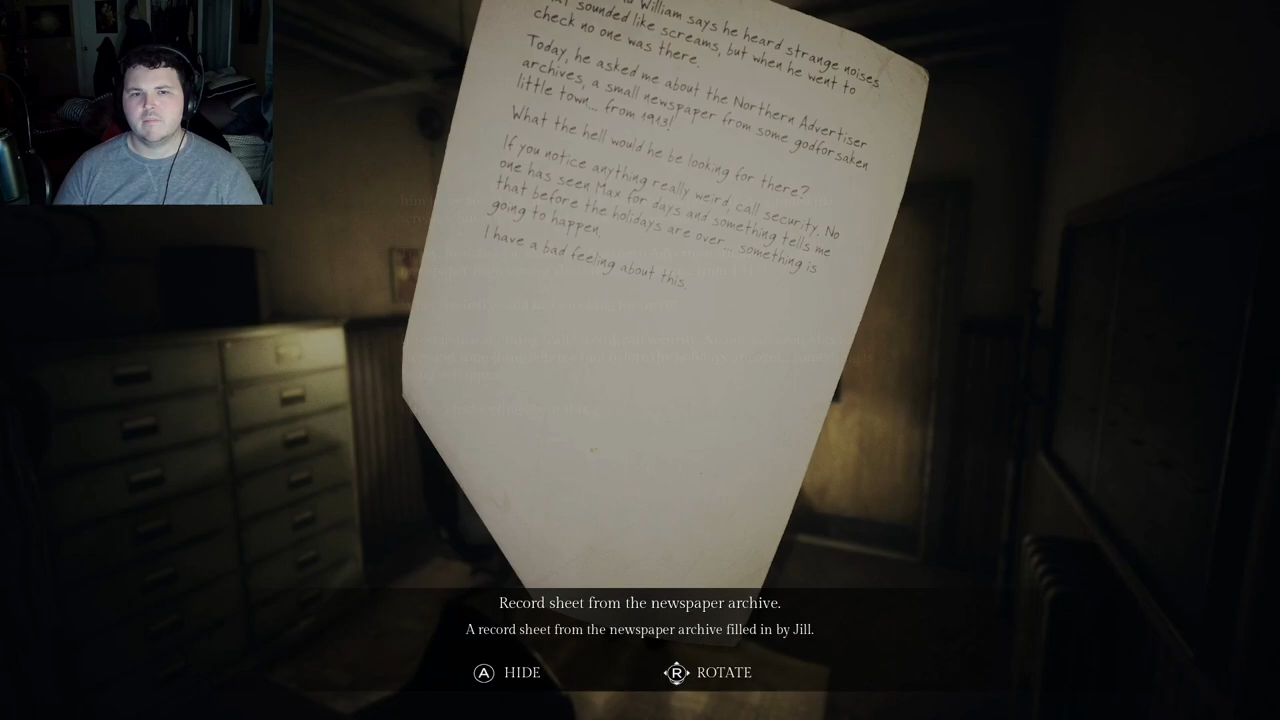 William says he heard strange noises
sounded like screams, but when he went to
check no one was there.
Today, he asked me about the Northern Advertiser
archives, a small newspaper from some godforsaken
little town... from 1913!
What the hell would he be looking for there?
If you notice anything really weird, call security. No
one has seen Max for days and something tells me
that before the holidays are over... something is
going to happen.
I have a bad feeling about this.
Record sheet from the newspaper archive.
A record sheet from the newspaper archive filled in by Jill.
A HIDE R ROTATE